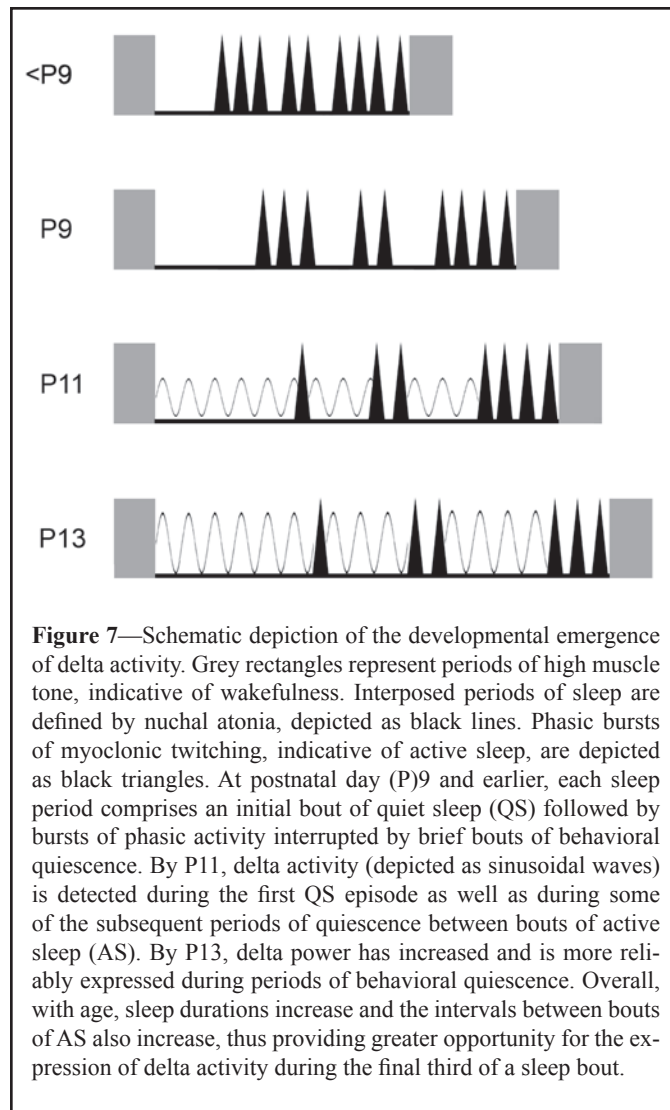 <P9
P9
P11
P13
Figure 7—Schematic depiction of the developmental emergence
of delta activity. Grey rectangles represent periods of high muscle
tone, indicative of wakefulness. Interposed periods of sleep are
defined by nuchal atonia, depicted as black lines. Phasic bursts
of myoclonic twitching, indicative of active sleep, are depicted
as black triangles. At postnatal day (P)9 and earlier, each sleep
period comprises an initial bout of quiet sleep (QS) followed by
bursts of phasic activity interrupted by brief bouts of behavioral
quiescence. By P11, delta activity (depicted as sinusoidal waves)
is detected during the first QS episode as well as during some
of the subsequent periods of quiescence between bouts of active
sleep (AS). By P13, delta power has increased and is more reli-
ably expressed during periods of behavioral quiescence. Overall,
with age, sleep durations increase and the intervals between bouts
of AS also increase, thus providing greater opportunity for the ex-
pression of delta activity during the final third of a sleep bout.